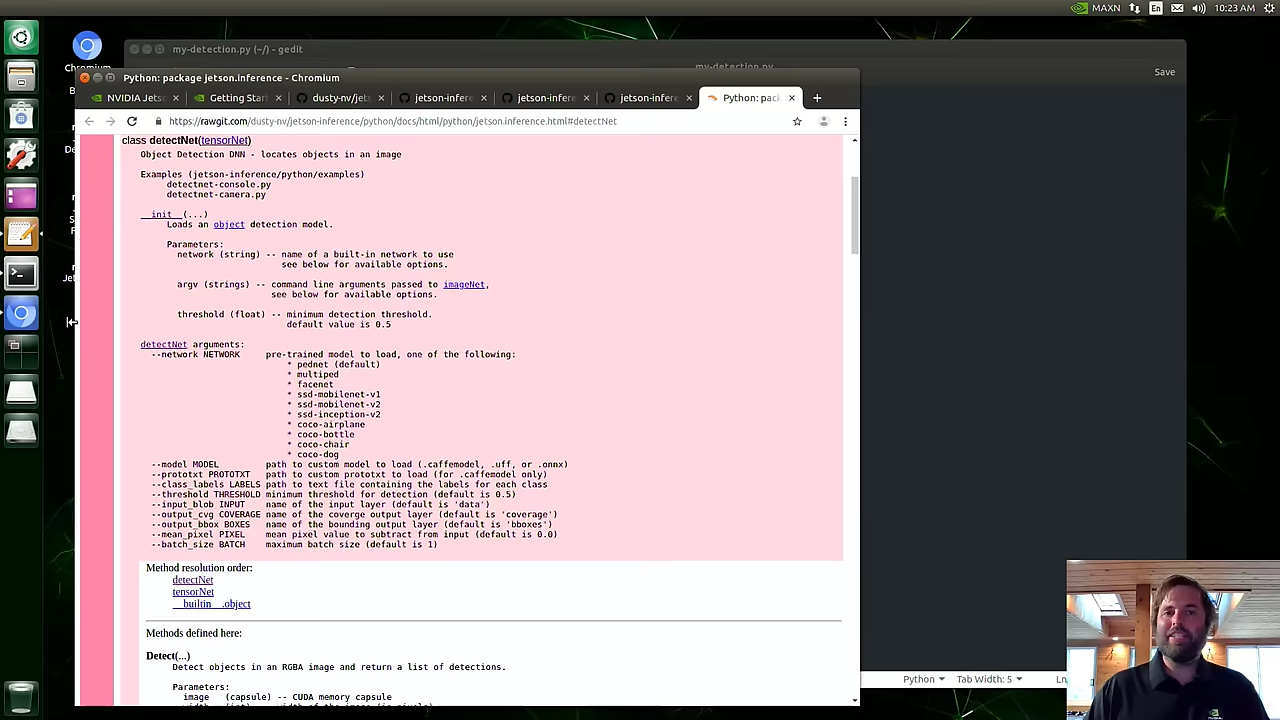 MAXN
En
10:23 AM
my-detection.py (~/) - gedit
Save
Python: package jetson.inference - Chromium
NVIDIA Jets
Getting Star
dusty-nv/jets
jetson-infe
jetson-infere
jetson-infere
Python: pac
https://rawgit.com/dusty-nv/jetson-inference/python/docs/html/python/jetson.inference.html#detectNet
class detectNet(tensorNet)
Object Detection DNN - locates objects in an image
Examples (jetson-inference/python/examples)
detectnet-console.py
detectnet-camera.py
__init__(...)
Loads an object detection model.
Parameters:
network (string) -- name of a built-in network to use
see below for available options.
argv (strings) -- command line arguments passed to imageNet,
see below for available options.
threshold (float) -- minimum detection threshold.
default value is 0.5
detectNet arguments:
--network NETWORK pre-trained model to load, one of the following:
* pednet (default)
* multiped
* facenet
* ssd-mobilenet-v1
* ssd-mobilenet-v2
* ssd-inception-v2
* coco-airplane
* coco-bottle
* coco-chair
* coco-dog
--model MODEL path to custom model to load (.caffemodel, .uff, or .onnx)
--prototxt PROTOTXT path to custom prototxt to load (for .caffemodel only)
--class_labels LABELS path to text file containing the labels for each class
--threshold THRESHOLD minimum threshold for detection (default is 0.5)
--input_blob INPUT name of the input layer (default is 'data')
--output_cvg COVERAGE name of the coverge output layer (default is 'coverage')
--output_bbox BOXES name of the bounding output layer (default is 'bboxes')
--mean_pixel PIXEL mean pixel value to subtract from input (default is 0.0)
--batch_size BATCH maximum batch size (default is 1)
Method resolution order:
detectNet
tensorNet
__builtin__.object
Methods defined here:
Detect(...)
Detect objects in an RGBA image and return a list of detections.
Parameters:
image (capsule) -- CUDA memory capsule
Python
Tab Width: 5